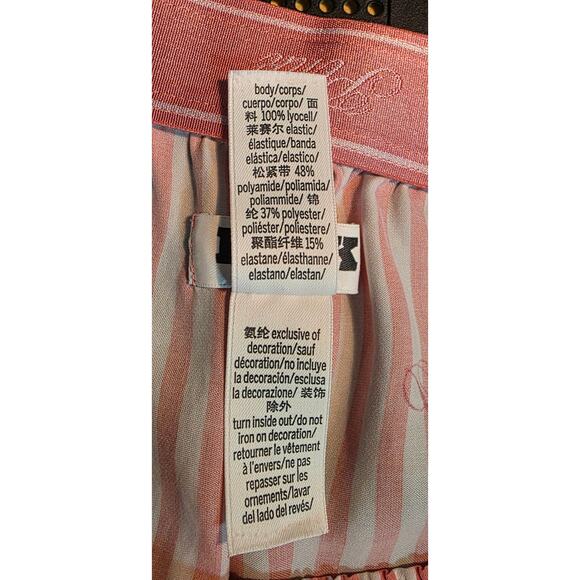 body/corps/
cuerpo/corpo/ 面
料 100% lyocell/
莱赛尔 elastic/
élastique/banda
elástica/elastico/
松紧带 48%
polyamide/poliamida/
poliammide/ 锦
纶 37% polyester/
poliéster/poliestere/
聚酯纤维 15%
elastane/élasthanne/
elastano/elastan/
氨纶 exclusive of
decoration/sauf
décoration/no incluye
la decoración/esclusa
la decorazione/ 装饰
除外
turn inside out/do not
iron on decoration/
retourner le vêtement
à l'envers/ne pas
repasser sur les
ornements/lavar
del lado del revés/